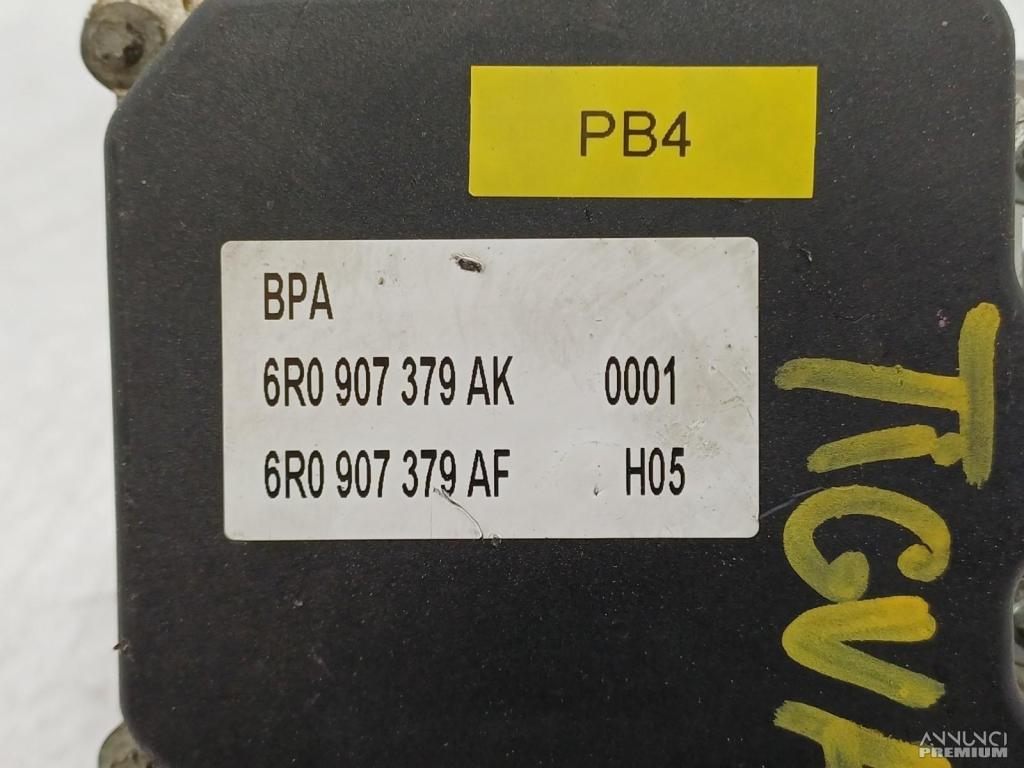 PB4
BPA
6R0 907 379 AK 0001
6R0 907 379 AF H05
ANNUNCI
PREMIUM